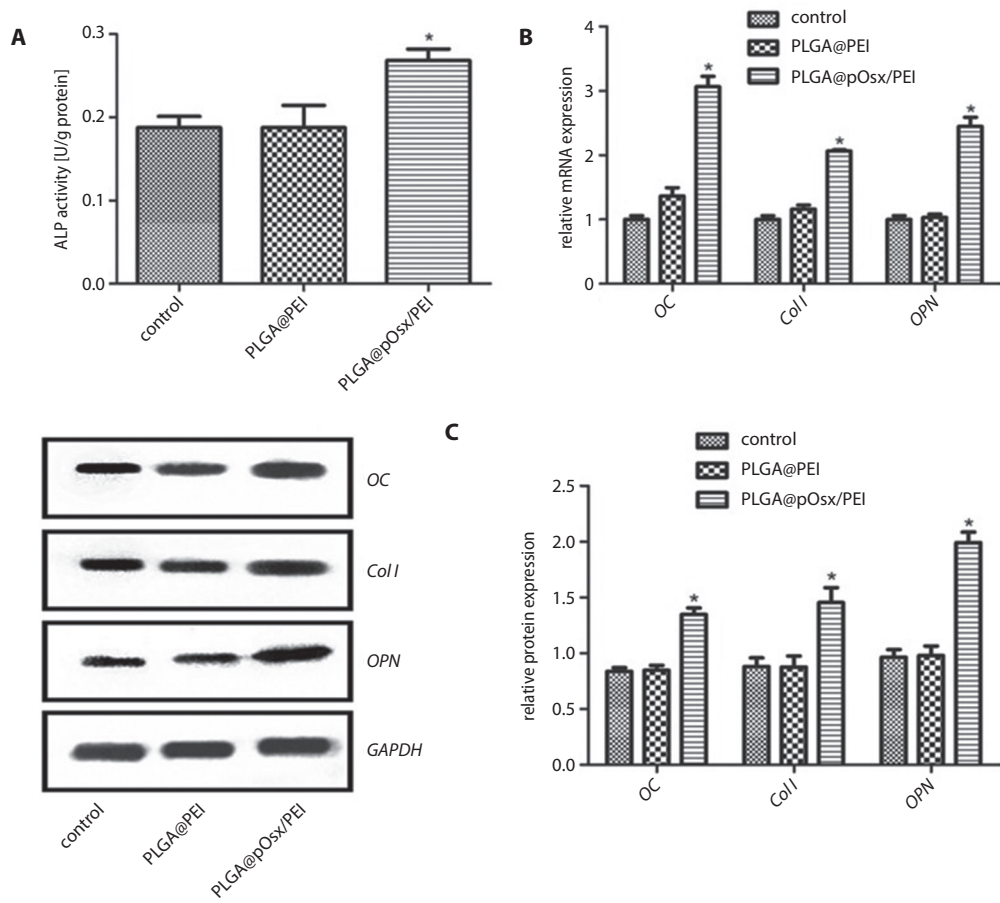 A
ALP activity [U/g protein]
0.3
0.2
0.1
0.0
*
control
PLGA@PEI
PLGA@pOsx/PEI
B
control
PLGA@PEI
PLGA@pOsx/PEI
relative mRNA expression
4
3
2
1
0
*
*
*
OC
Col I
OPN
OC
Col I
OPN
GAPDH
control
PLGA@PEI
PLGA@pOsx/PEI
C
control
PLGA@PEI
PLGA@pOsx/PEI
relative protein expression
2.5
2.0
1.5
1.0
0.5
0.0
*
*
*
OC
Col I
OPN